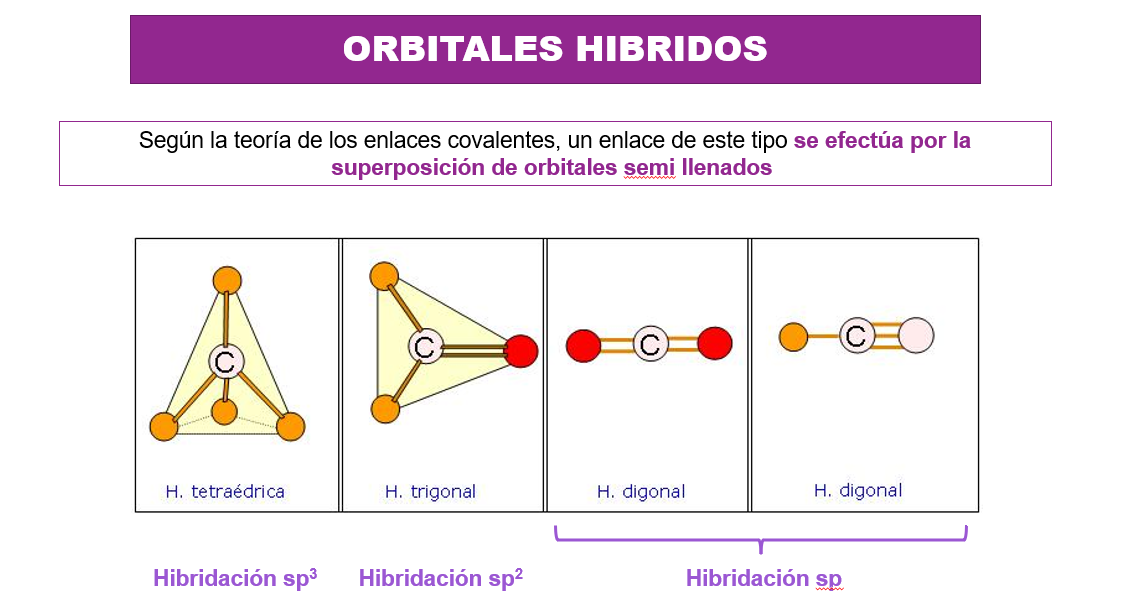 ORBITALES HIBRIDOS
Según la teoría de los enlaces covalentes, un enlace de este tipo se efectúa por la
superposición de orbitales semi llenados
C
C
C
C
H. tetraédrica
H. trigonal
H. digonal
H. digonal
Hibridación sp³
Hibridación sp²
Hibridación sp